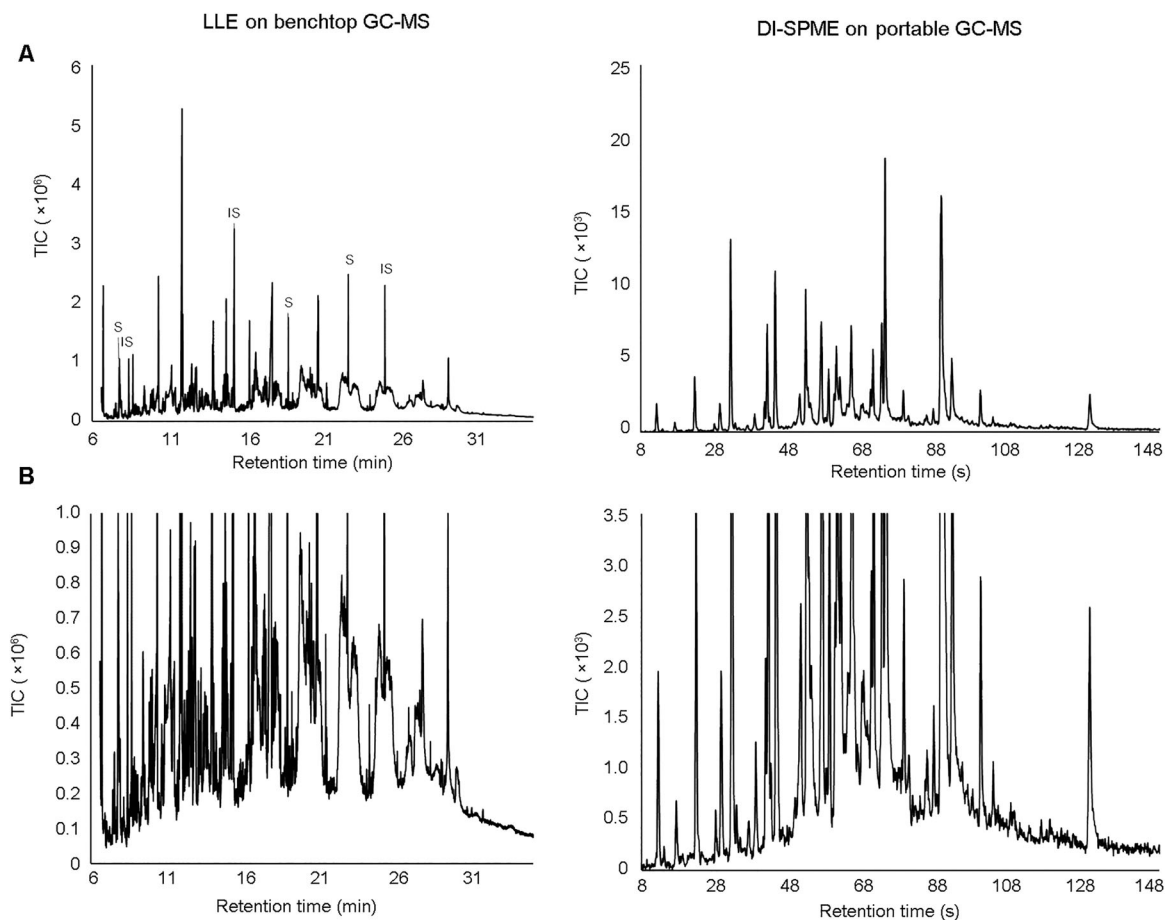 LLE on benchtop GC-MS
DI-SPME on portable GC-MS
A
6
5
4
3
2
1
0
TIC ( ×10⁶)
S
IS
IS
S
S
IS
6 11 16 21 26 31
Retention time (min)
25
20
15
10
5
0
TIC ( ×10³)
8 28 48 68 88 108 128 148
Retention time (s)
B
1.0
0.9
0.8
0.7
0.6
0.5
0.4
0.3
0.2
0.1
0
TIC ( ×10⁶)
6 11 16 21 26 31
Retention time (min)
3.5
3.0
2.5
2.0
1.5
1.0
0.5
0
TIC ( ×10³)
8 28 48 68 88 108 128 148
Retention time (s)